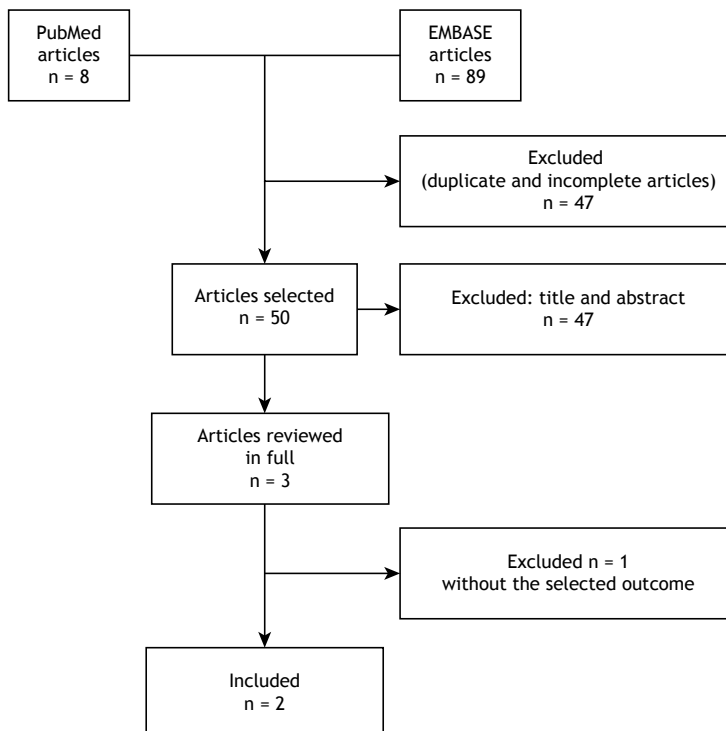 PubMed
articles
n = 8
EMBASE
articles
n = 89
Excluded
(duplicate and incomplete articles)
n = 47
Articles selected
n = 50
Excluded: title and abstract
n = 47
Articles reviewed
in full
n = 3
Excluded n = 1
without the selected outcome
Included
n = 2